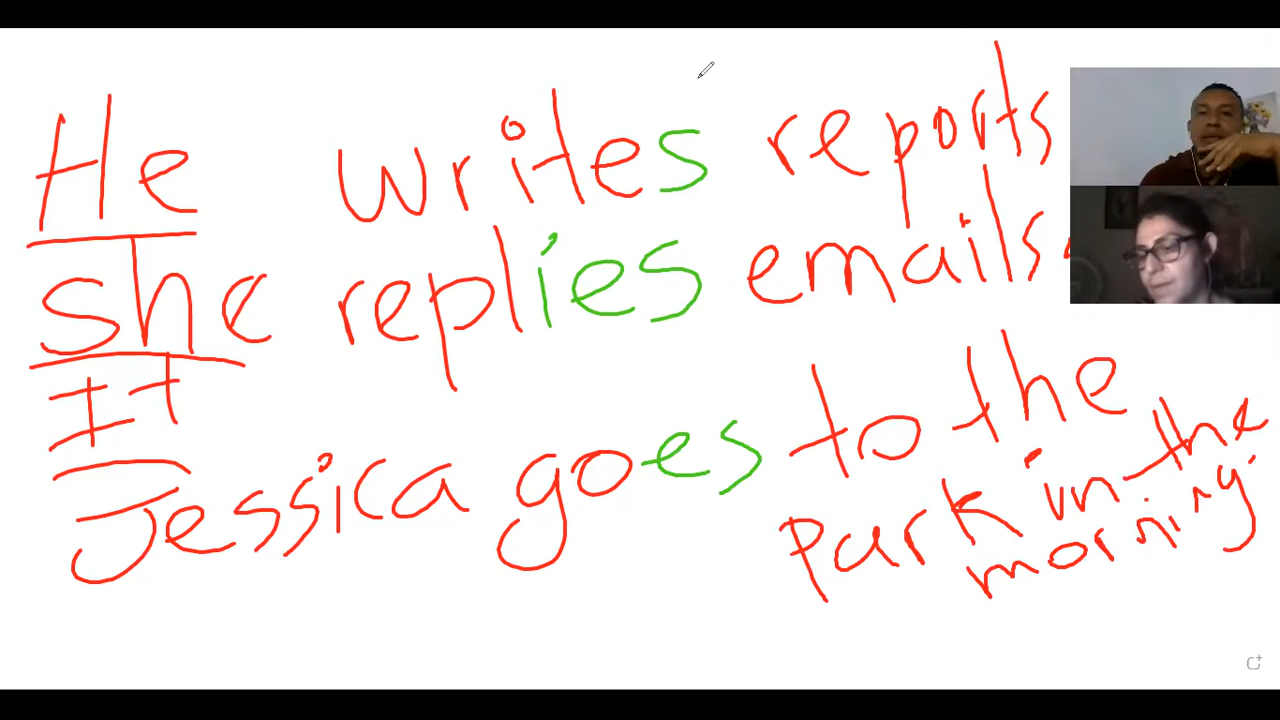 He writes reports
she replies emails
It
Jessica goes to the
park in the
morning